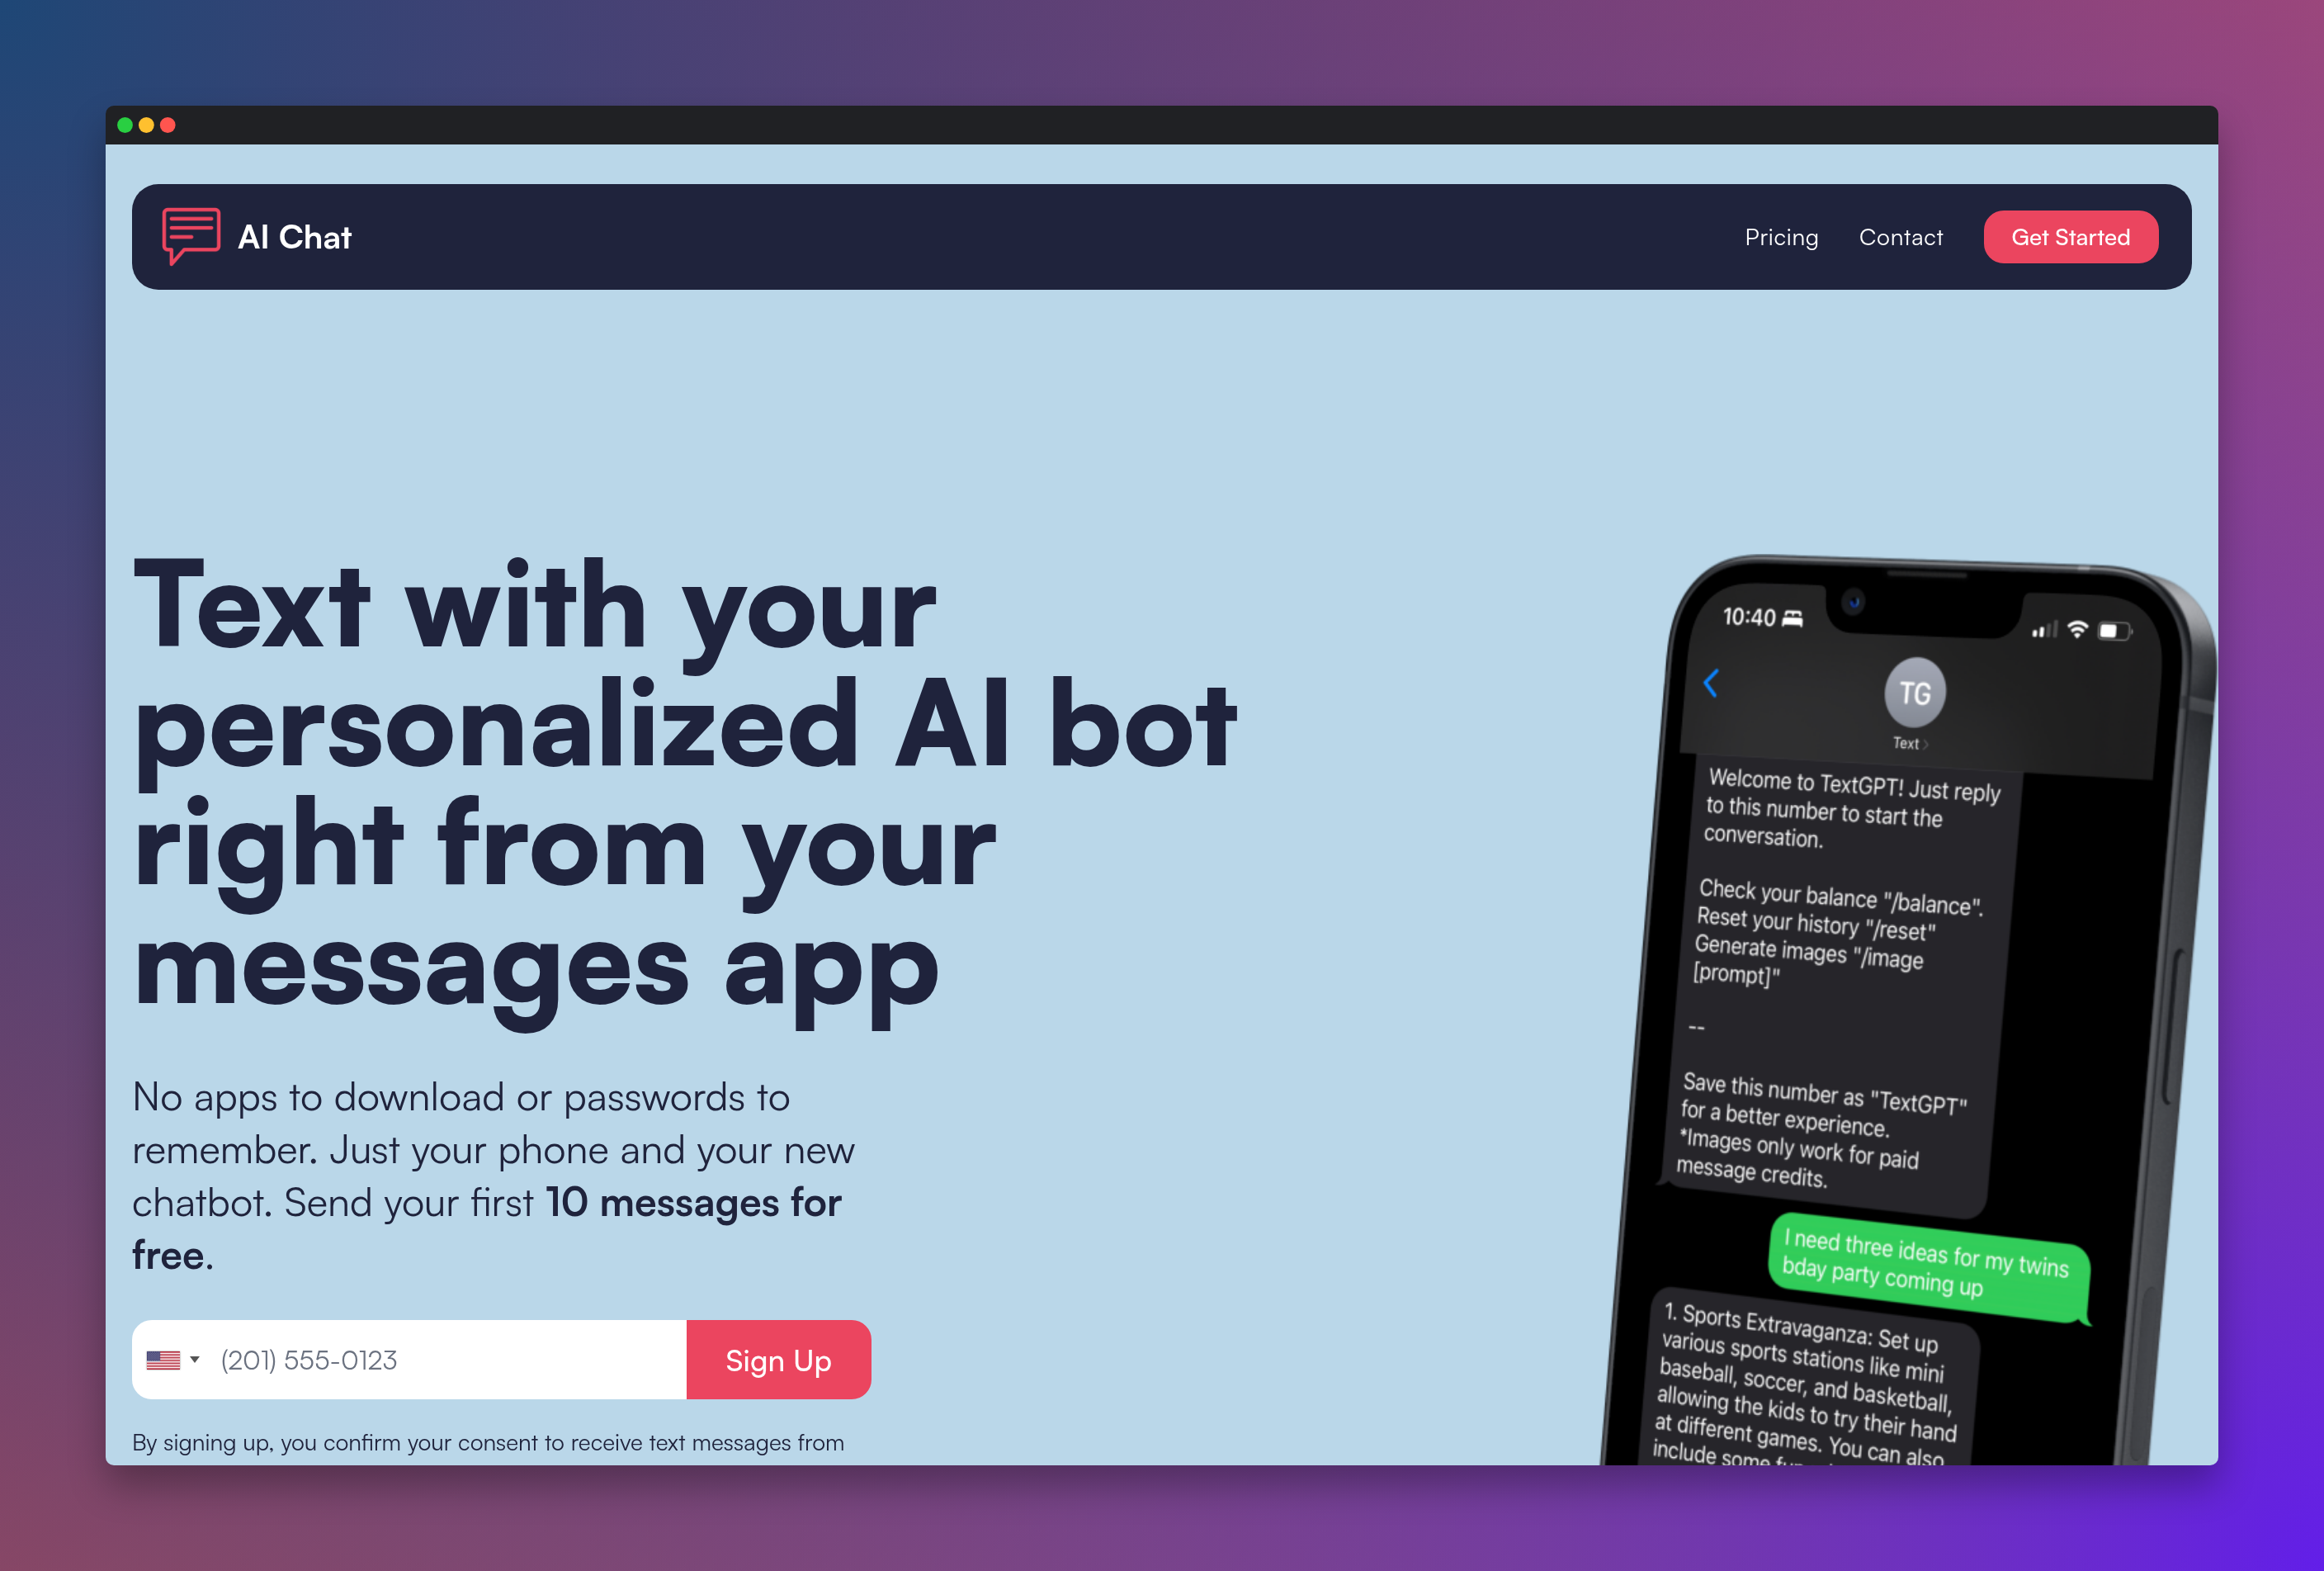 AI Chat
Pricing
Contact
Get Started
Text with your
personalized AI bot
right from your
messages app
No apps to download or passwords to
remember. Just your phone and your new
chatbot. Send your first 10 messages for
free.
(201) 555-0123
Sign Up
By signing up, you confirm your consent to receive text messages from
10:40
TG
Text
Welcome to TextGPT! Just reply
to this number to start the
conversation.
Check your balance "/balance".
Reset your history "/reset"
Generate images "/image
[prompt]"
--
Save this number as "TextGPT"
for a better experience.
*Images only work for paid
message credits.
I need three ideas for my twins
bday party coming up
1. Sports Extravaganza: Set up
various sports stations like mini
baseball, soccer, and basketball,
allowing the kids to try their hand
at different games. You can also
include some